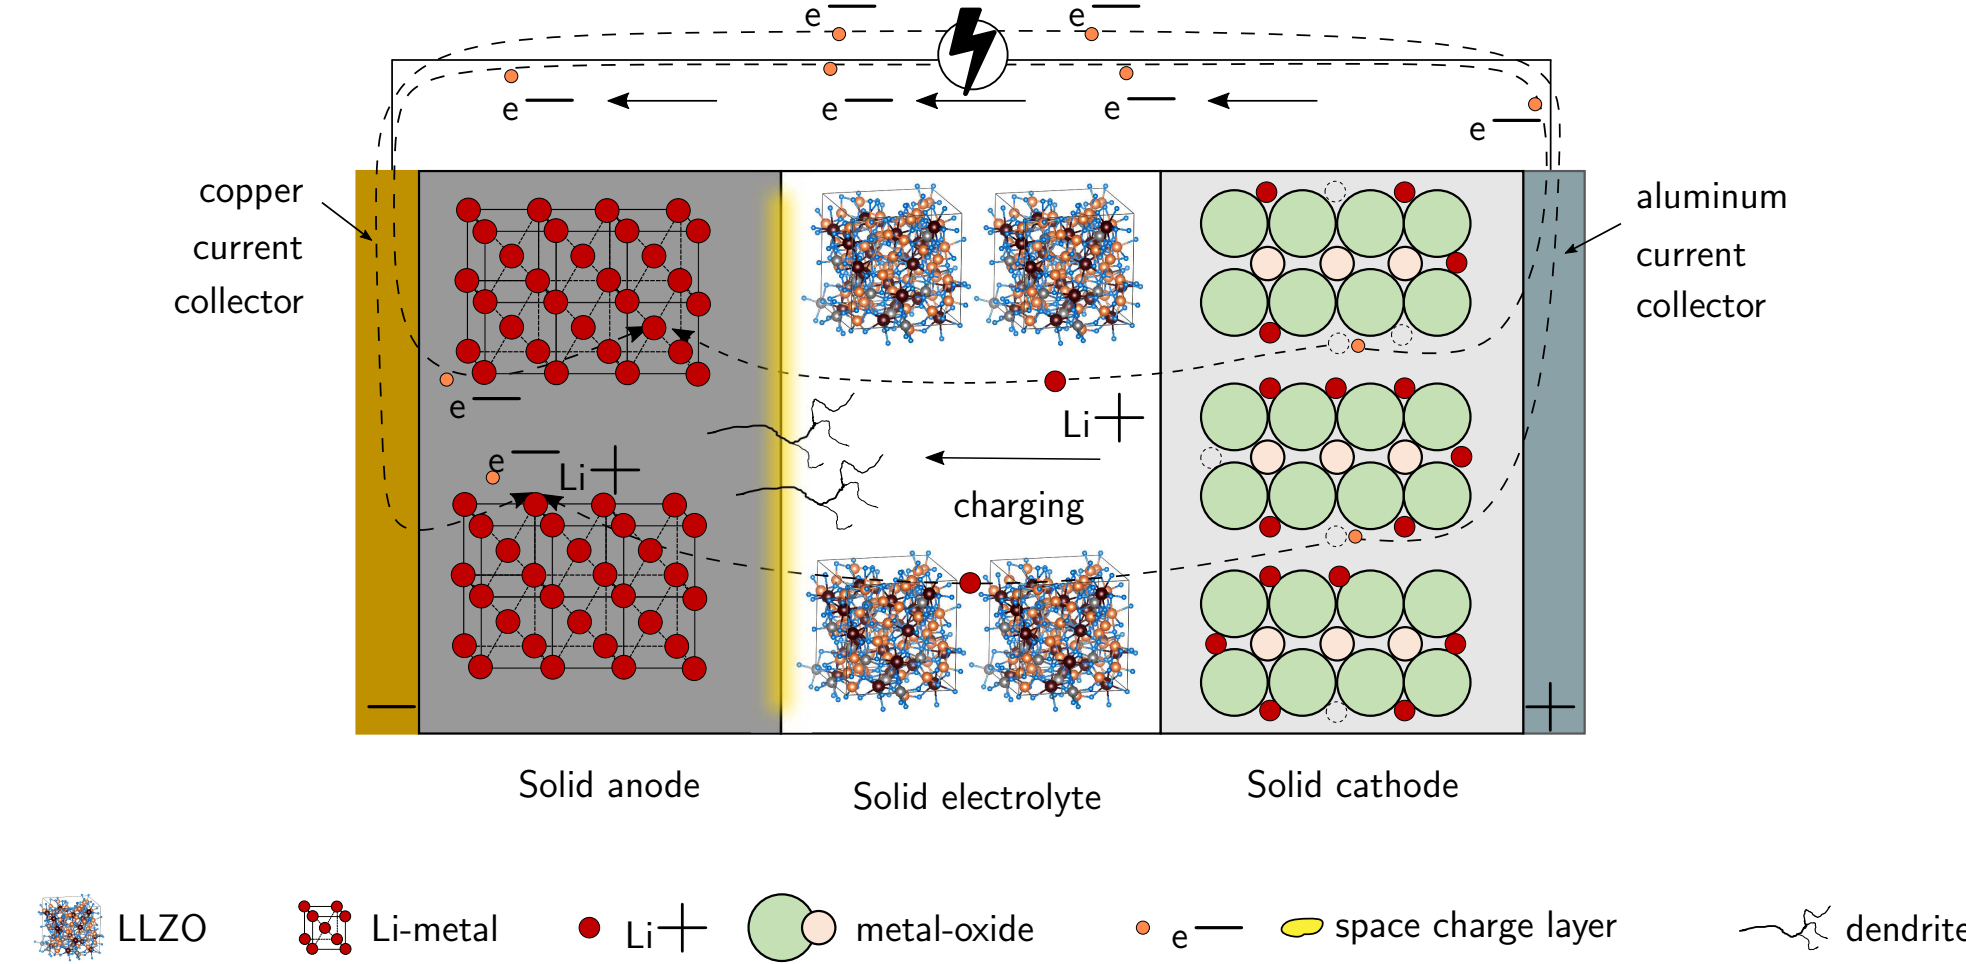 e— e—
e— e— e—
e—
copper
current
collector
aluminum
current
collector
e—
Li+
e— Li+
charging
—
+
Solid anode
Solid electrolyte
Solid cathode
LLZO
Li-metal
Li+
metal-oxide
e—
space charge layer
dendrite